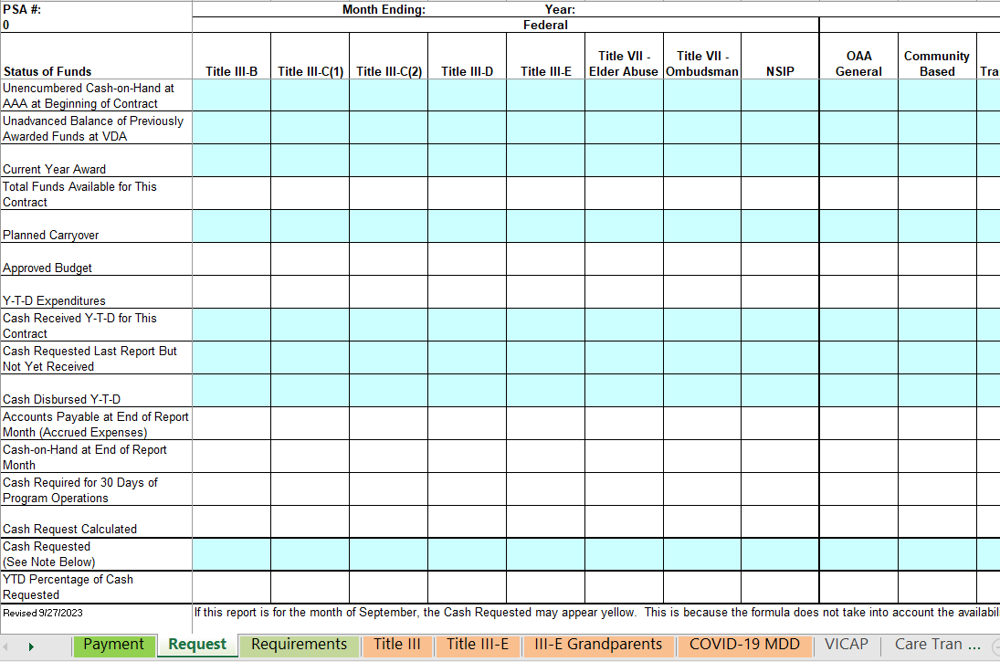 PSA #:	Month Ending:	Year:
0	Federal
Status of Funds	Title III-B	Title III-C(1)	Title III-C(2)	Title III-D	Title III-E	Title VII - Elder Abuse	Title VII - Ombudsman	NSIP	OAA General	Community Based	Tra
Unencumbered Cash-on-Hand at
AAA at Beginning of Contract
Unadvanced Balance of Previously
Awarded Funds at VDA
Current Year Award
Total Funds Available for This
Contract
Planned Carryover
Approved Budget
Y-T-D Expenditures
Cash Received Y-T-D for This
Contract
Cash Requested Last Report But
Not Yet Received
Cash Disbursed Y-T-D
Accounts Payable at End of Report
Month (Accrued Expenses)
Cash-on-Hand at End of Report
Month
Cash Required for 30 Days of
Program Operations
Cash Request Calculated
Cash Requested
(See Note Below)
YTD Percentage of Cash
Requested
Revised 9/27/2023	If this report is for the month of September, the Cash Requested may appear yellow.  This is because the formula does not take into account the availabil
Payment	Request	Requirements	Title III	Title III-E	III-E Grandparents	COVID-19 MDD	VICAP	Care Tran ...